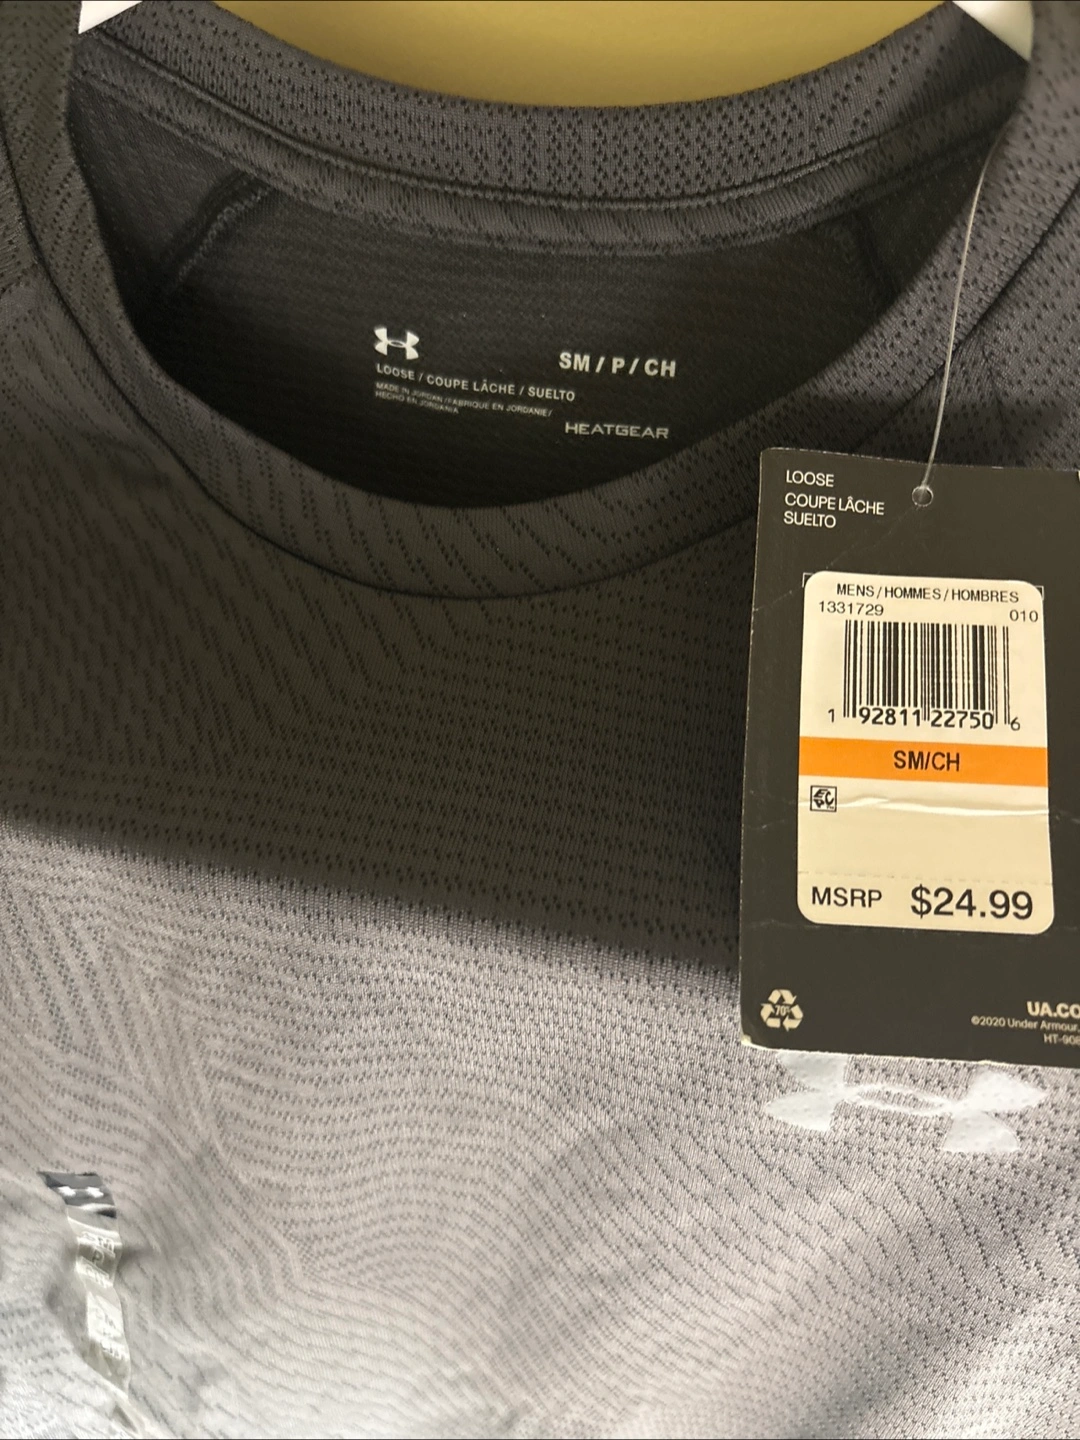 SM / P / CH
LOOSE / COUPE LÂCHE / SUELTO
MADE IN JORDAN / FABRIQUE EN JORDANIE /
HECHO EN JORDANIA
HEATGEAR
LOOSE
COUPE LÂCHE
SUELTO
MENS / HOMMES / HOMBRES
1331729 010
1 92811 22750 6
SM/CH
MSRP $24.99
70%
UA.CO
©2020 Under Armour,
HT-908